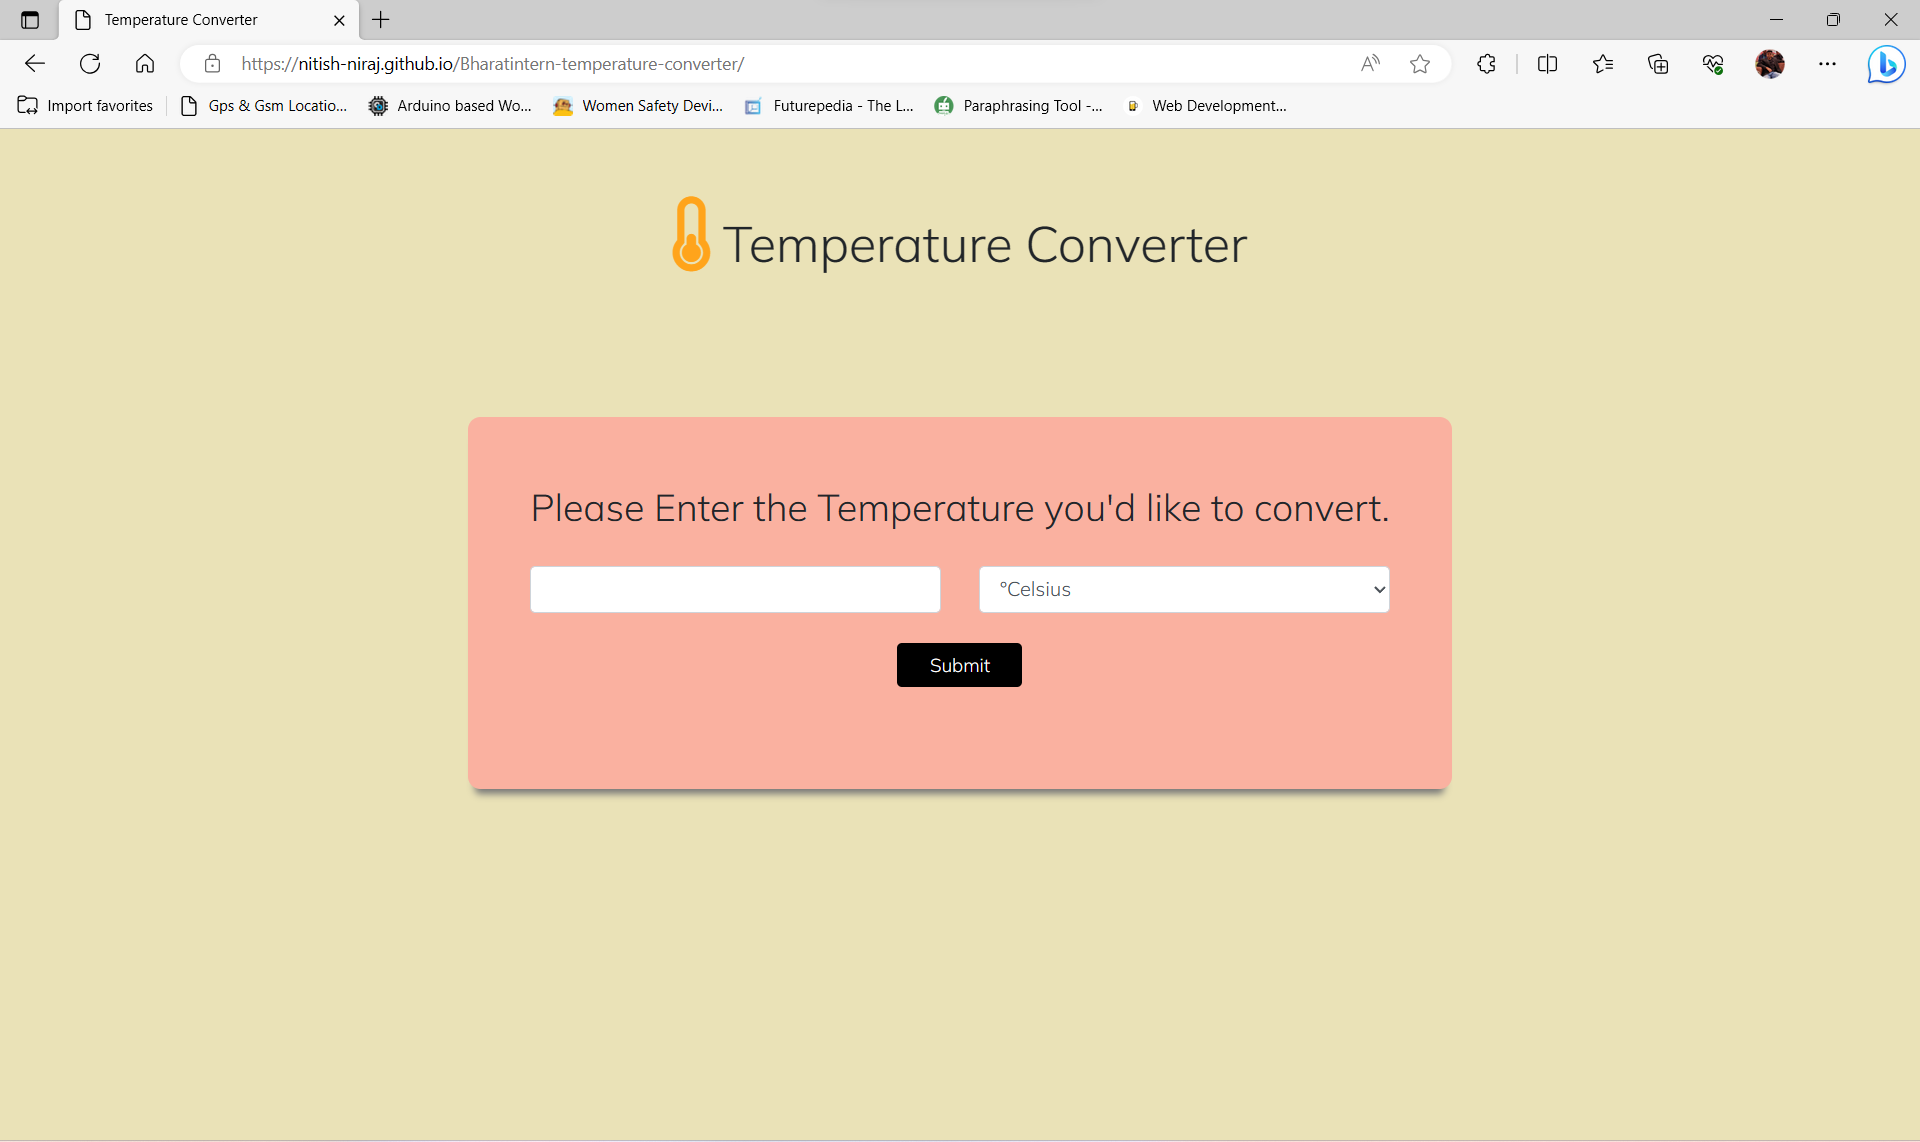 Temperature Converter
https://nitish-niraj.github.io/Bharatintern-temperature-converter/
Import favorites Gps & Gsm Locatio... Arduino based Wo... Women Safety Devi... Futurepedia - The L... Paraphrasing Tool -... Web Development...
Temperature Converter
Please Enter the Temperature you'd like to convert.
°Celsius
Submit